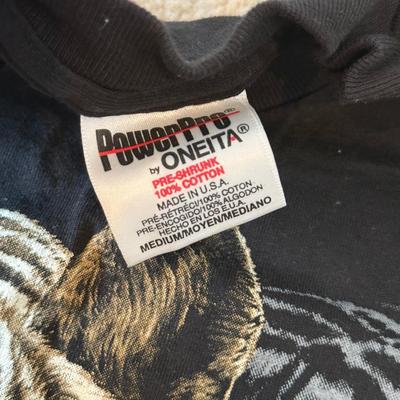 PowerPro®
by ONEITA®
PRE-SHRUNK
100% COTTON
MADE IN U.S.A.
PRÉ-RÉTRÉCI/100% COTON
PRE-ENCOGIDO/100% ALGODON
HECHO EN LOS E.U.A.
MEDIUM/MOYEN/MEDIANO